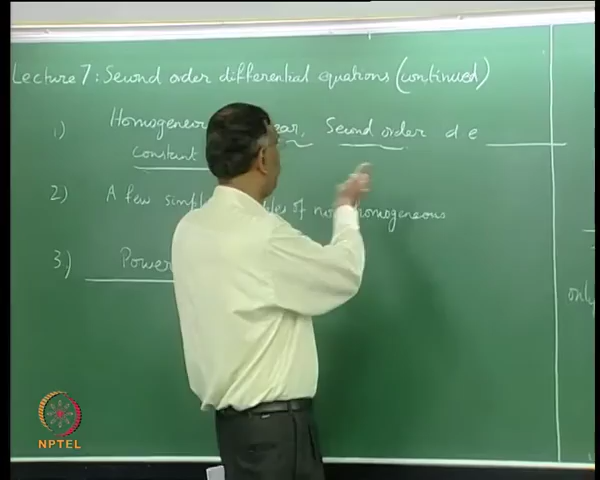 Lecture 7: Second order differential equations (continued)
1) Homogeneous Second order d e
Constant
2) A few of non homogeneous
3) Power
only
NPTEL